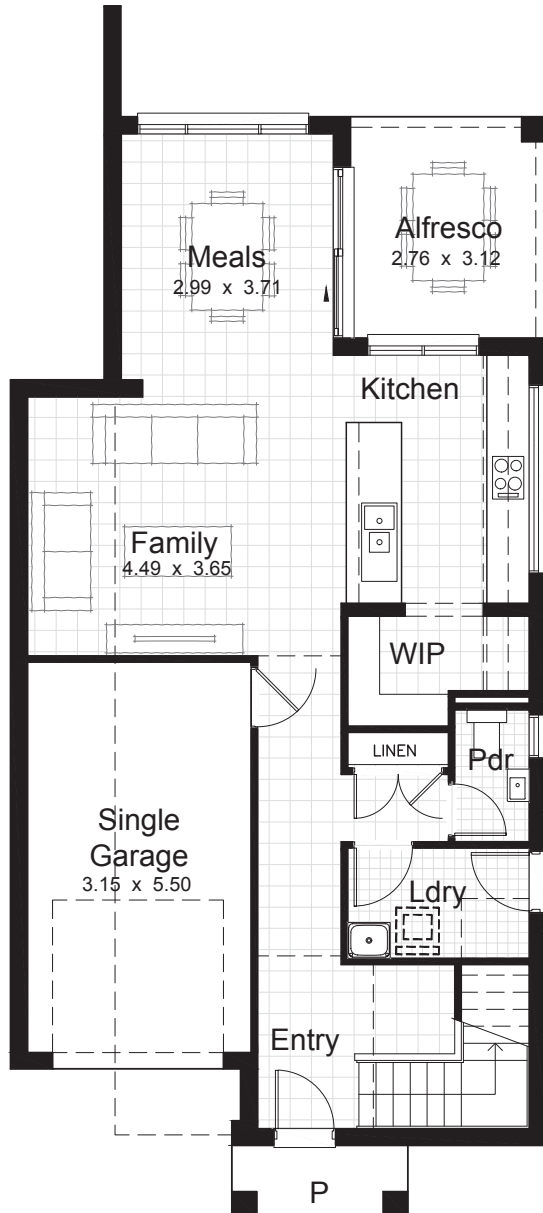 Meals
2.99 x 3.71
Alfresco
2.76 x 3.12
Kitchen
Family
4.49 x 3.65
WIP
LINEN
Pdr
Single
Garage
3.15 x 5.50
Ldry
Entry
P